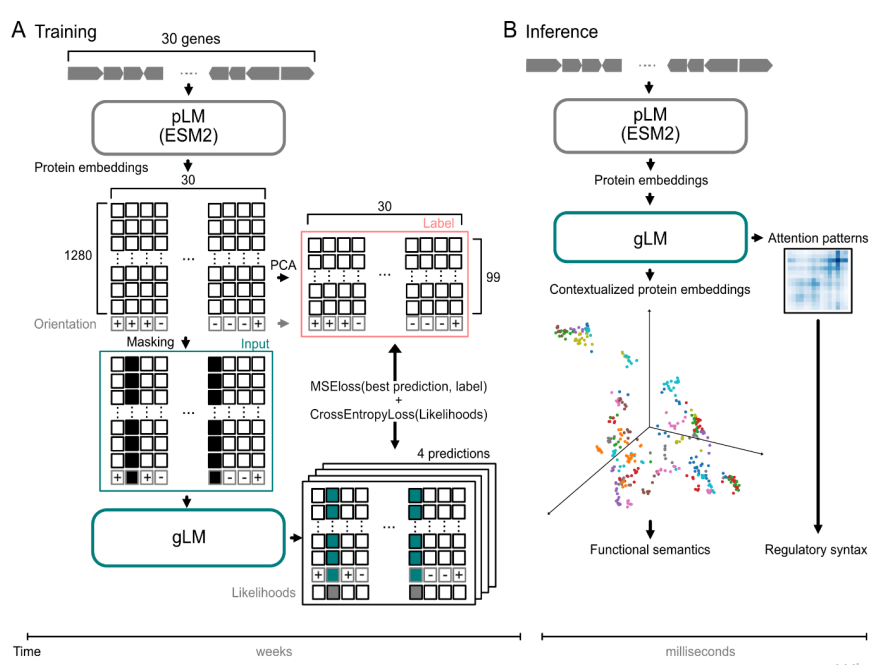 A Training
30 genes
pLM
(ESM2)
Protein embeddings
30
1280
...
PCA
30
Label
...
99
Orientation
+ + + -
- - - +
+ + + -
- - - +
Masking
Input
...
+ + -
- - +
MSEloss(best prediction, label)
+
CrossEntropyLoss(Likelihoods)
4 predictions
gLM
...
+ + -
- - +
Likelihoods
Time
weeks
B Inference
pLM
(ESM2)
Protein embeddings
gLM
Attention patterns
Contextualized protein embeddings
Functional semantics
Regulatory syntax
milliseconds